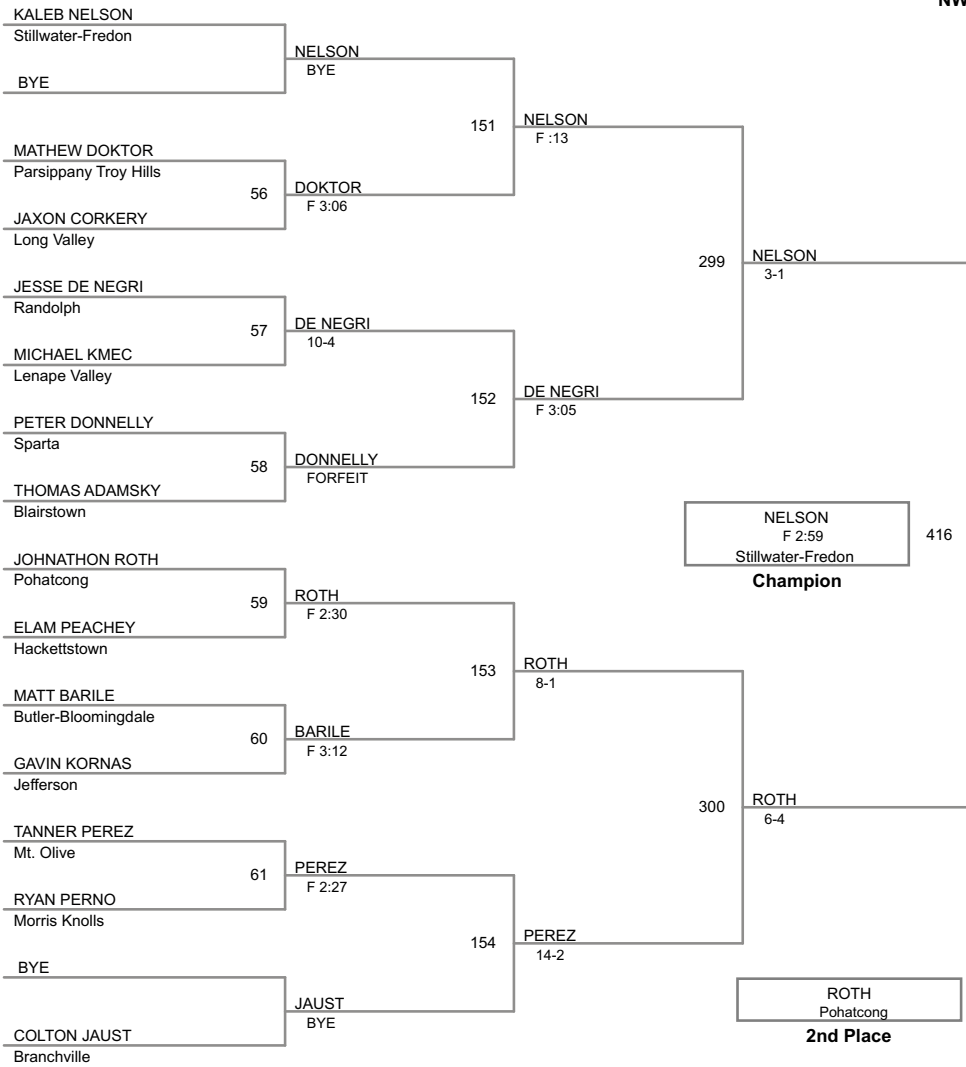 NW
KALEB NELSON
Stillwater-Fredon
BYE
MATHEW DOKTOR
Parsippany Troy Hills
56
JAXON CORKERY
Long Valley
JESSE DE NEGRI
Randolph
57
MICHAEL KMEC
Lenape Valley
PETER DONNELLY
Sparta
58
THOMAS ADAMSKY
Blairstown
JOHNATHON ROTH
Pohatcong
59
ELAM PEACHEY
Hackettstown
MATT BARILE
Butler-Bloomingdale
60
GAVIN KORNAS
Jefferson
TANNER PEREZ
Mt. Olive
61
RYAN PERNO
Morris Knolls
BYE
COLTON JAUST
Branchville
NELSON
BYE
151
DOKTOR
F 3:06
DE NEGRI
10-4
152
DONNELLY
FORFEIT
ROTH
F 2:30
153
BARILE
F 3:12
PEREZ
F 2:27
154
JAUST
BYE
NELSON
F :13
299
DE NEGRI
F 3:05
ROTH
8-1
300
PEREZ
14-2
NELSON
3-1
NELSON
F 2:59
Stillwater-Fredon
416
Champion
ROTH
6-4
ROTH
Pohatcong
2nd Place